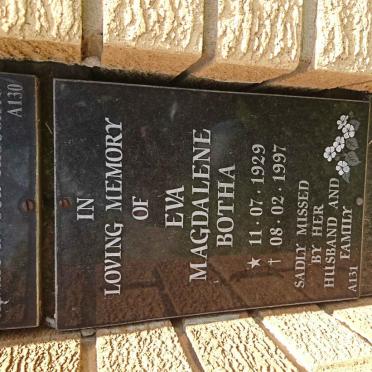 IN
LOVING MEMORY
OF
EVA
MAGDALENE
BOTHA
★ 11·07·1929
† 08·02·1997
SADLY MISSED
BY HER
HUSBAND AND
FAMILY
A131
A130